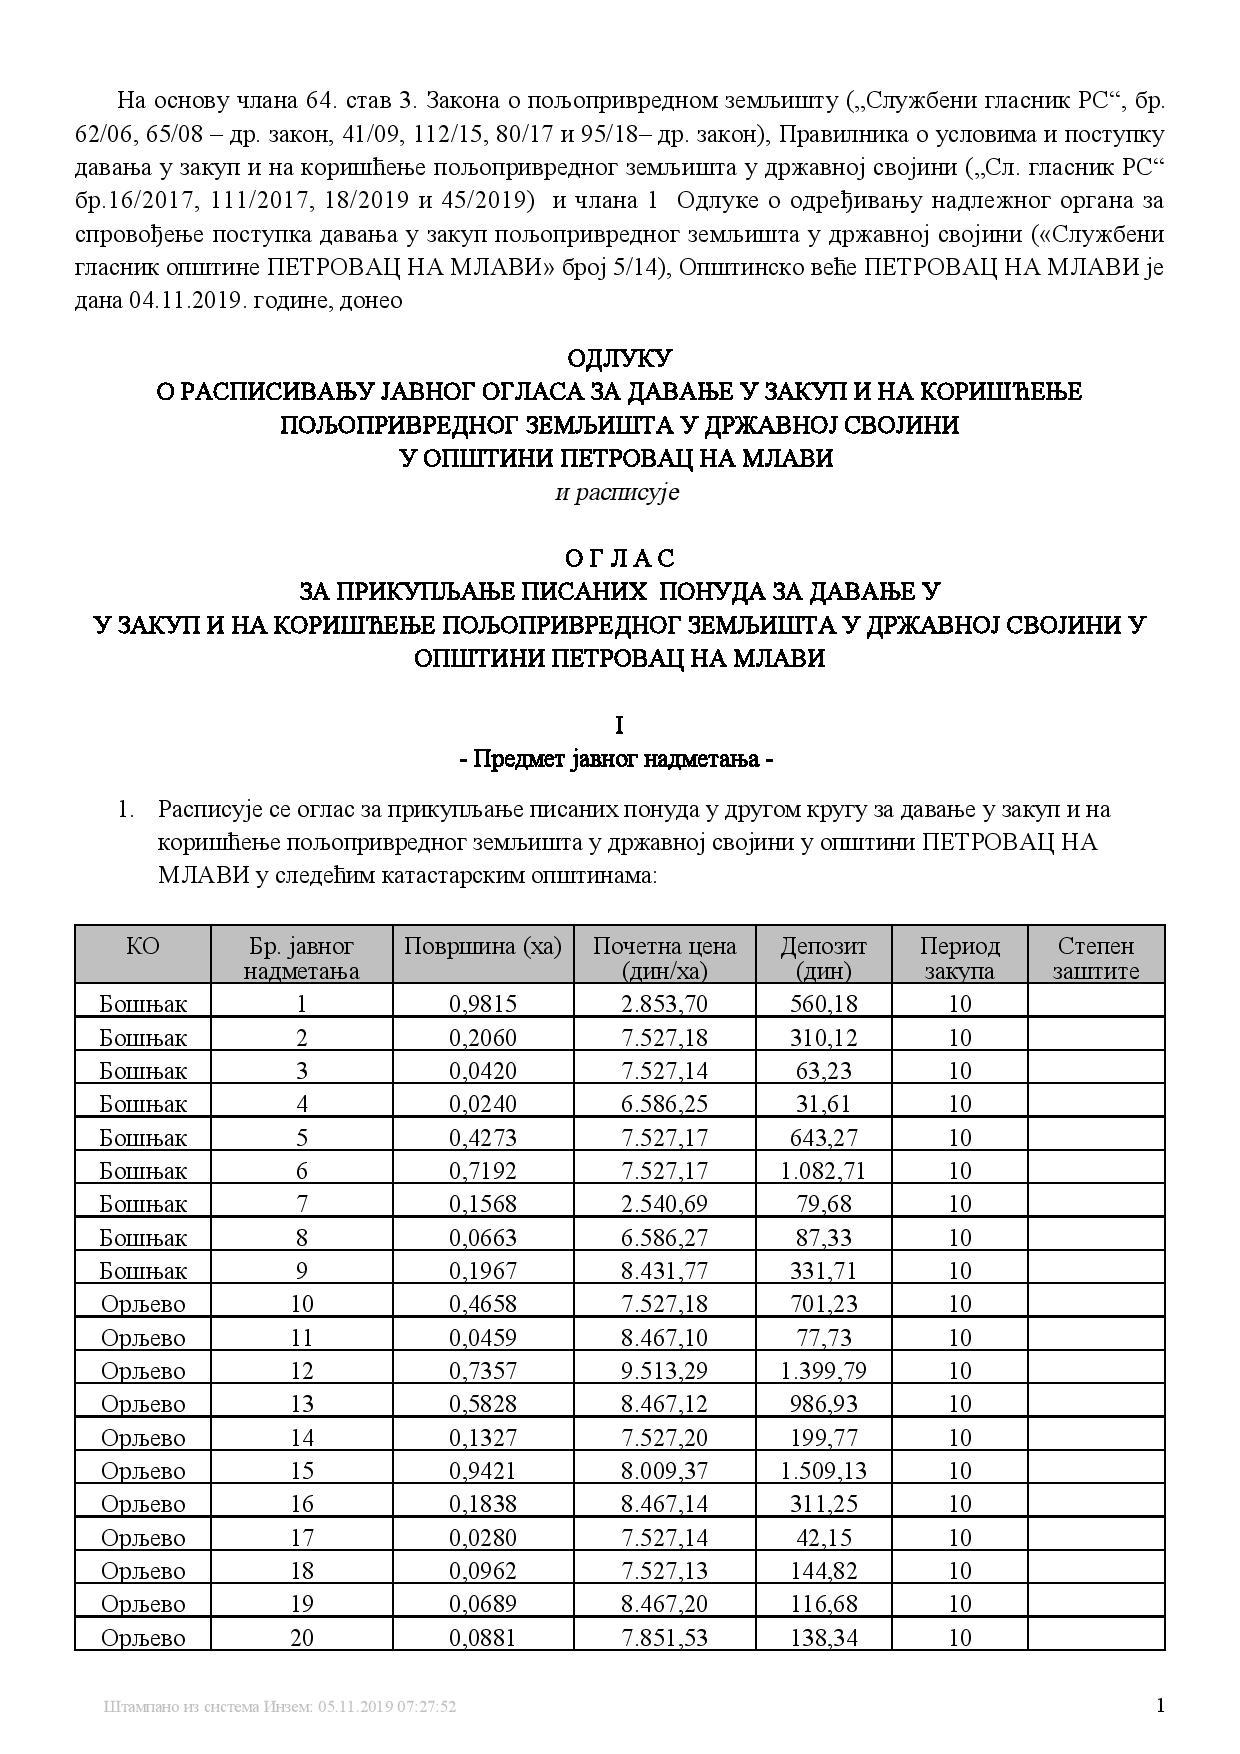 На основу члана 64. став 3. Закона о пољопривредном земљишту („Службени гласник РС“, бр.
62/06, 65/08 – др. закон, 41/09, 112/15, 80/17 и 95/18– др. закон), Правилника о условима и поступку
давања у закуп и на коришћење пољопривредног земљишта у државној својини („Сл. гласник РС“
бр.16/2017, 111/2017, 18/2019 и 45/2019)  и члана 1  Одлуке о одређивању надлежног органа за
спровођење поступка давања у закуп пољопривредног земљишта у државној својини («Службени
гласник општине ПЕТРОВАЦ НА МЛАВИ» број 5/14), Општинско веће ПЕТРОВАЦ НА МЛАВИ је
дана 04.11.2019. године, донео
ОДЛУКУ
О РАСПИСИВАЊУ ЈАВНОГ ОГЛАСА ЗА ДАВАЊЕ У ЗАКУП И НА КОРИШЋЕЊЕ
ПОЉОПРИВРЕДНОГ ЗЕМЉИШТА У ДРЖАВНОЈ СВОЈИНИ
У ОПШТИНИ ПЕТРОВАЦ НА МЛАВИ
и расписује
О Г Л А С
ЗА ПРИКУПЉАЊЕ ПИСАНИХ  ПОНУДА ЗА ДАВАЊЕ У
У ЗАКУП И НА КОРИШЋЕЊЕ ПОЉОПРИВРЕДНОГ ЗЕМЉИШТА У ДРЖАВНОЈ СВОЈИНИ У
ОПШТИНИ ПЕТРОВАЦ НА МЛАВИ
I
- Предмет јавног надметања -
1. Расписује се оглас за прикупљање писаних понуда у другом кругу за давање у закуп и на
коришћење пољопривредног земљишта у државној својини у општини ПЕТРОВАЦ НА
МЛАВИ у следећим катастарским општинама:
КО Бр. јавног Површина (ха) Почетна цена Депозит Период Степен
надметања (дин/ха) (дин) закупа заштите
Бошњак 1 0,9815 2.853,70 560,18 10
Бошњак 2 0,2060 7.527,18 310,12 10
Бошњак 3 0,0420 7.527,14 63,23 10
Бошњак 4 0,0240 6.586,25 31,61 10
Бошњак 5 0,4273 7.527,17 643,27 10
Бошњак 6 0,7192 7.527,17 1.082,71 10
Бошњак 7 0,1568 2.540,69 79,68 10
Бошњак 8 0,0663 6.586,27 87,33 10
Бошњак 9 0,1967 8.431,77 331,71 10
Орљево 10 0,4658 7.527,18 701,23 10
Орљево 11 0,0459 8.467,10 77,73 10
Орљево 12 0,7357 9.513,29 1.399,79 10
Орљево 13 0,5828 8.467,12 986,93 10
Орљево 14 0,1327 7.527,20 199,77 10
Орљево 15 0,9421 8.009,37 1.509,13 10
Орљево 16 0,1838 8.467,14 311,25 10
Орљево 17 0,0280 7.527,14 42,15 10
Орљево 18 0,0962 7.527,13 144,82 10
Орљево 19 0,0689 8.467,20 116,68 10
Орљево 20 0,0881 7.851,53 138,34 10
Штампано из система Инзем: 05.11.2019 07:27:52 1